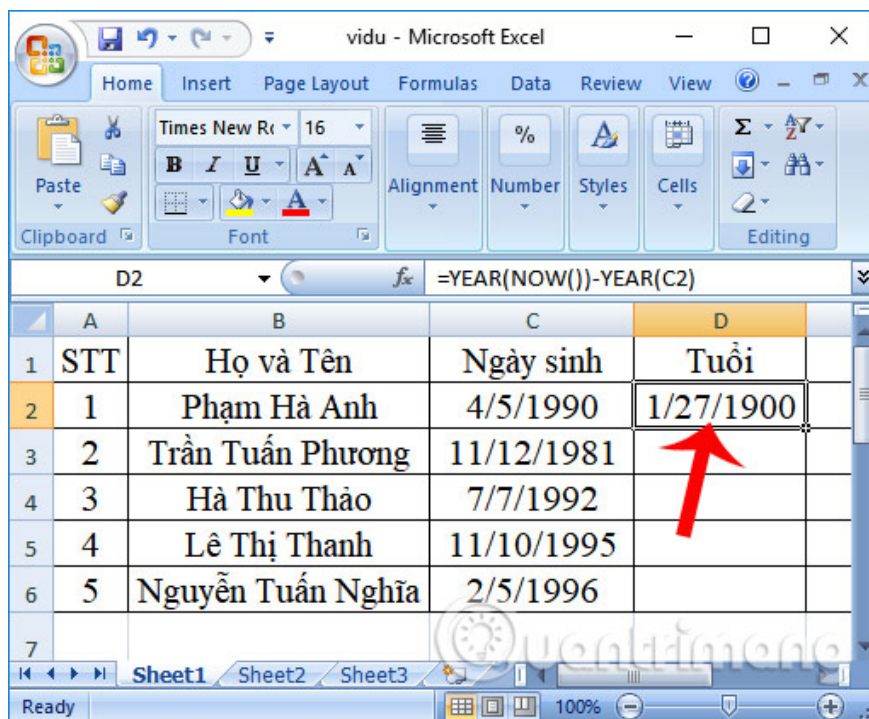 vidu - Microsoft Excel
Home Insert Page Layout Formulas Data Review View
Times New Ro 16
B I U A A
Paste Alignment Number Styles Cells
Clipboard Font Editing
D2 fx =YEAR(NOW())-YEAR(C2)
A B C D
1 STT Họ và Tên Ngày sinh Tuổi
2 1 Phạm Hà Anh 4/5/1990 1/27/1900
3 2 Trần Tuấn Phương 11/12/1981
4 3 Hà Thu Thảo 7/7/1992
5 4 Lê Thị Thanh 11/10/1995
6 5 Nguyễn Tuấn Nghĩa 2/5/1996
7 Quantrimang
Sheet1 Sheet2 Sheet3
Ready 100%